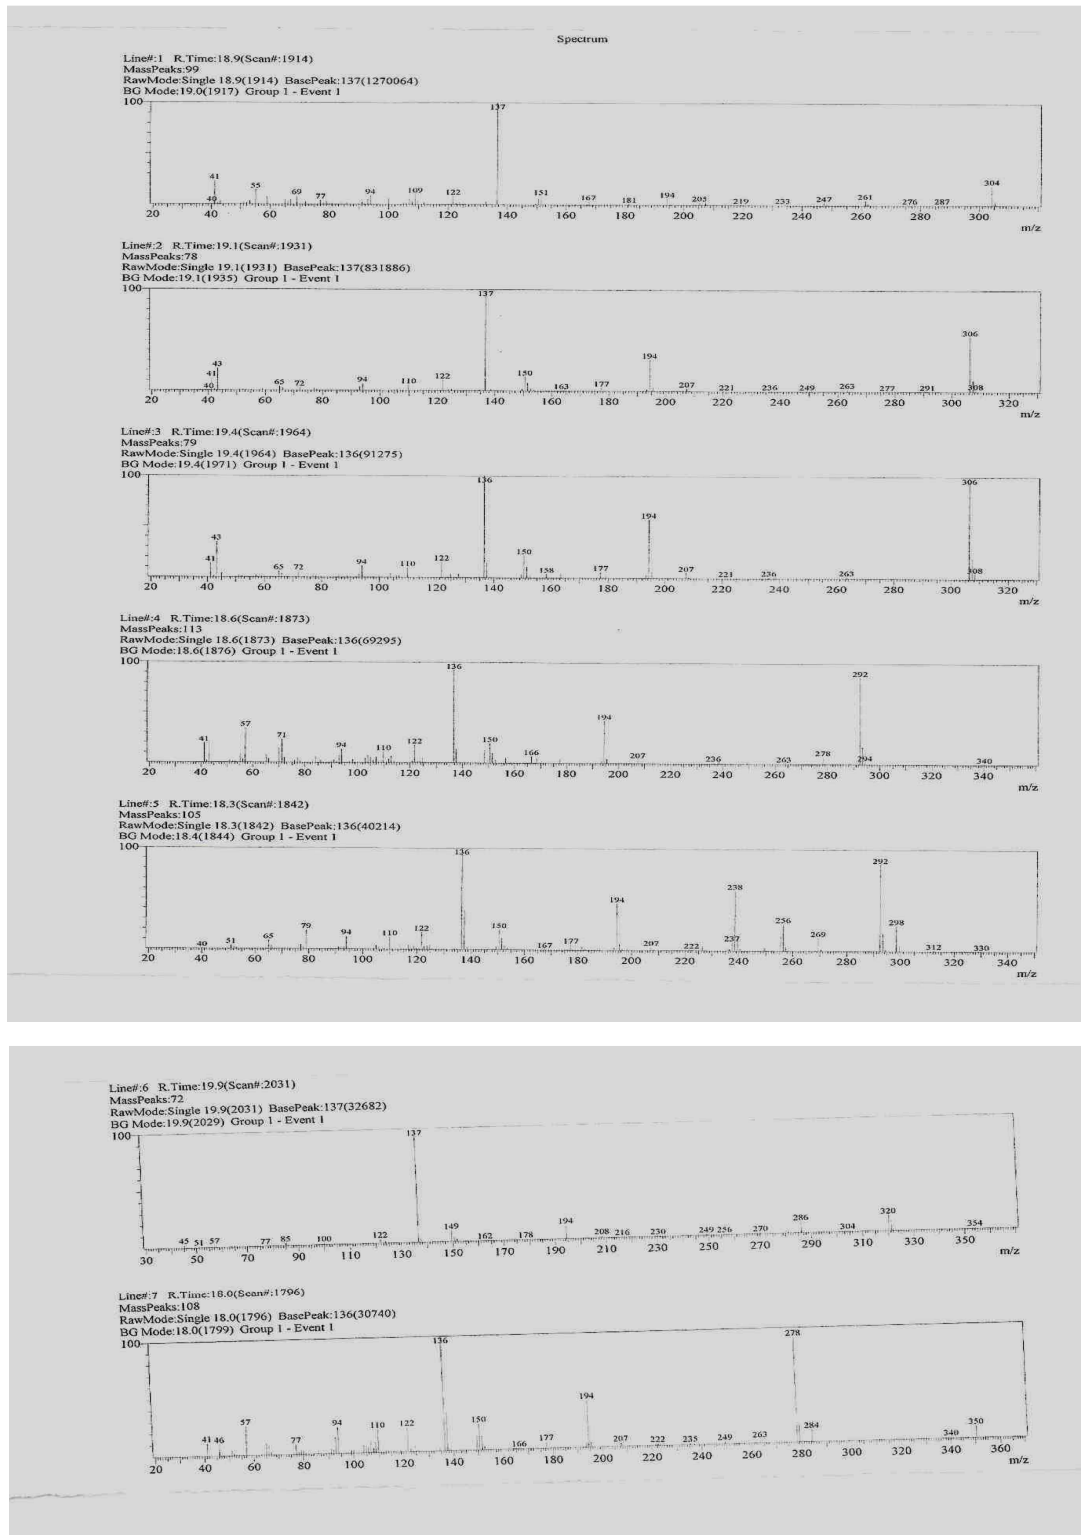 Spectrum
Line#:1 R.Time:18.9(Scan#:1914)
MassPeaks:99
RawMode:Single 18.9(1914) BasePeak:137(1270064)
BG Mode:19.0(1917) Group 1 - Event 1
100
137
41 40 55 69 77 94 109 122 151 167 181 194 205 219 233 247 261 276 287 304
20 40 60 80 100 120 140 160 180 200 220 240 260 280 300
m/z
Line#:2 R.Time:19.1(Scan#:1931)
MassPeaks:78
RawMode:Single 19.1(1931) BasePeak:137(831886)
BG Mode:19.1(1935) Group 1 - Event 1
100
137
40 41 43 65 72 94 110 122 150 163 177 194 207 221 236 249 263 277 291 306 308
20 40 60 80 100 120 140 160 180 200 220 240 260 280 300 320
m/z
Line#:3 R.Time:19.4(Scan#:1964)
MassPeaks:79
RawMode:Single 19.4(1964) BasePeak:136(91275)
BG Mode:19.4(1971) Group 1 - Event 1
100
136
41 43 65 72 94 110 122 150 158 177 194 207 221 236 263 306 308
20 40 60 80 100 120 140 160 180 200 220 240 260 280 300 320
m/z
Line#:4 R.Time:18.6(Scan#:1873)
MassPeaks:113
RawMode:Single 18.6(1873) BasePeak:136(69295)
BG Mode:18.6(1876) Group 1 - Event 1
100
136
41 57 71 94 110 122 150 166 194 207 236 263 278 292 294 340
20 40 60 80 100 120 140 160 180 200 220 240 260 280 300 320 340
m/z
Line#:5 R.Time:18.3(Scan#:1842)
MassPeaks:105
RawMode:Single 18.3(1842) BasePeak:136(40214)
BG Mode:18.4(1844) Group 1 - Event 1
100
136
40 51 65 79 94 110 122 150 167 177 194 207 222 237 238 256 269 292 298 312 330
20 40 60 80 100 120 140 160 180 200 220 240 260 280 300 320 340
m/z
Line#:6 R.Time:19.9(Scan#:2031)
MassPeaks:72
RawMode:Single 19.9(2031) BasePeak:137(32682)
BG Mode:19.9(2029) Group 1 - Event 1
100
137
45 51 57 77 85 100 122 149 162 178 194 208 216 230 249 256 270 286 304 320 354
30 50 70 90 110 130 150 170 190 210 230 250 270 290 310 330 350
m/z
Line#:7 R.Time:18.0(Scan#:1796)
MassPeaks:108
RawMode:Single 18.0(1796) BasePeak:136(30740)
BG Mode:18.0(1799) Group 1 - Event 1
100
136
41 46 57 77 94 110 122 150 166 177 194 207 222 235 249 263 278 284 340 350
20 40 60 80 100 120 140 160 180 200 220 240 260 280 300 320 340 360
m/z